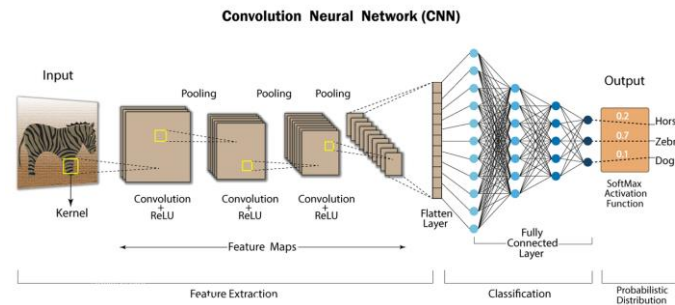 Convolution Neural Network (CNN)
Input
Pooling
Pooling
Pooling
Output
0.2
Hors
0.7
Zebr
0.1
Dog
Kernel
Convolution
+
ReLU
Convolution
+
ReLU
Convolution
+
ReLU
Flatten
Layer
SoftMax
Activation
Function
Feature Maps
Fully
Connected
Layer
Feature Extraction
Classification
Probabilistic
Distribution